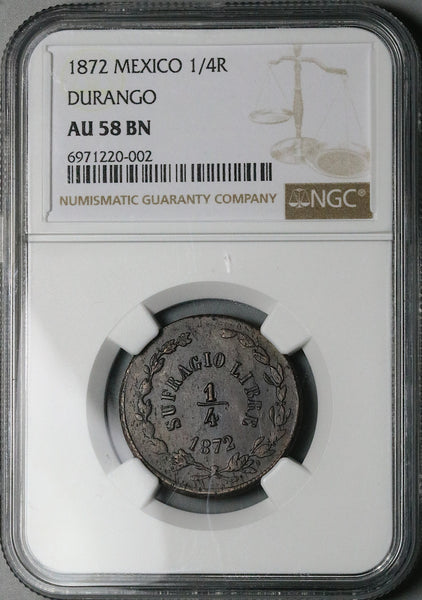 1872 MEXICO 1/4R
DURANGO
AU 58 BN
6971220-002
NUMISMATIC GUARANTY COMPANY
NGC®
SUFRAGIO LIBRE
1/4
1872